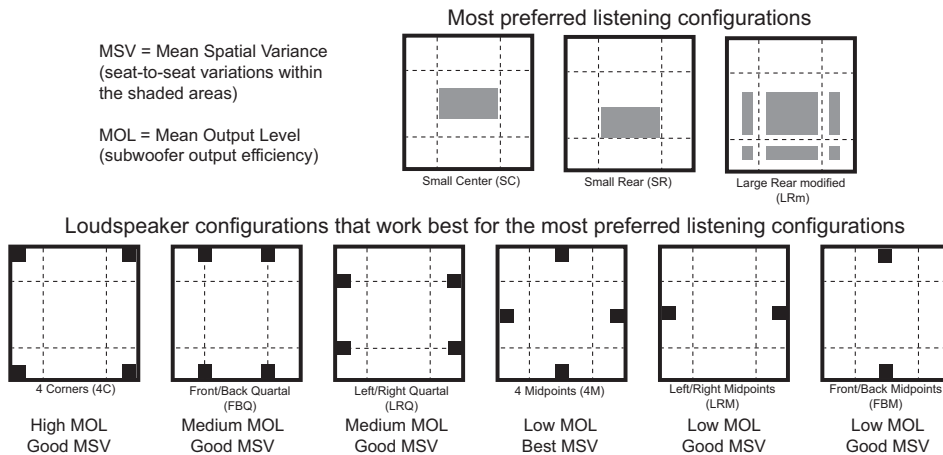 Most preferred listening configurations
MSV = Mean Spatial Variance
(seat-to-seat variations within
the shaded areas)
MOL = Mean Output Level
(subwoofer output efficiency)
Small Center (SC)
Small Rear (SR)
Large Rear modified
(LRm)
Loudspeaker configurations that work best for the most preferred listening configurations
4 Corners (4C)
High MOL
Good MSV
Front/Back Quartal
(FBQ)
Medium MOL
Good MSV
Left/Right Quartal
(LRQ)
Medium MOL
Good MSV
4 Midpoints (4M)
Low MOL
Best MSV
Left/Right Midpoints
(LRM)
Low MOL
Good MSV
Front/Back Midpoints
(FBM)
Low MOL
Good MSV